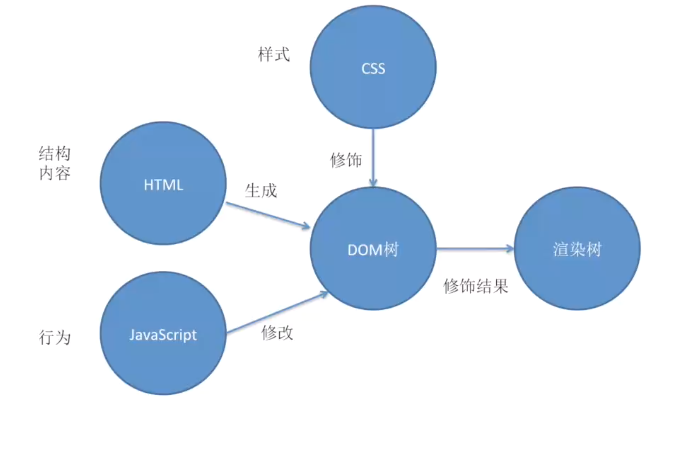 样式
CSS
修饰
结构
内容
HTML
生成
DOM树
渲染树
修饰结果
JavaScript
行为
修改